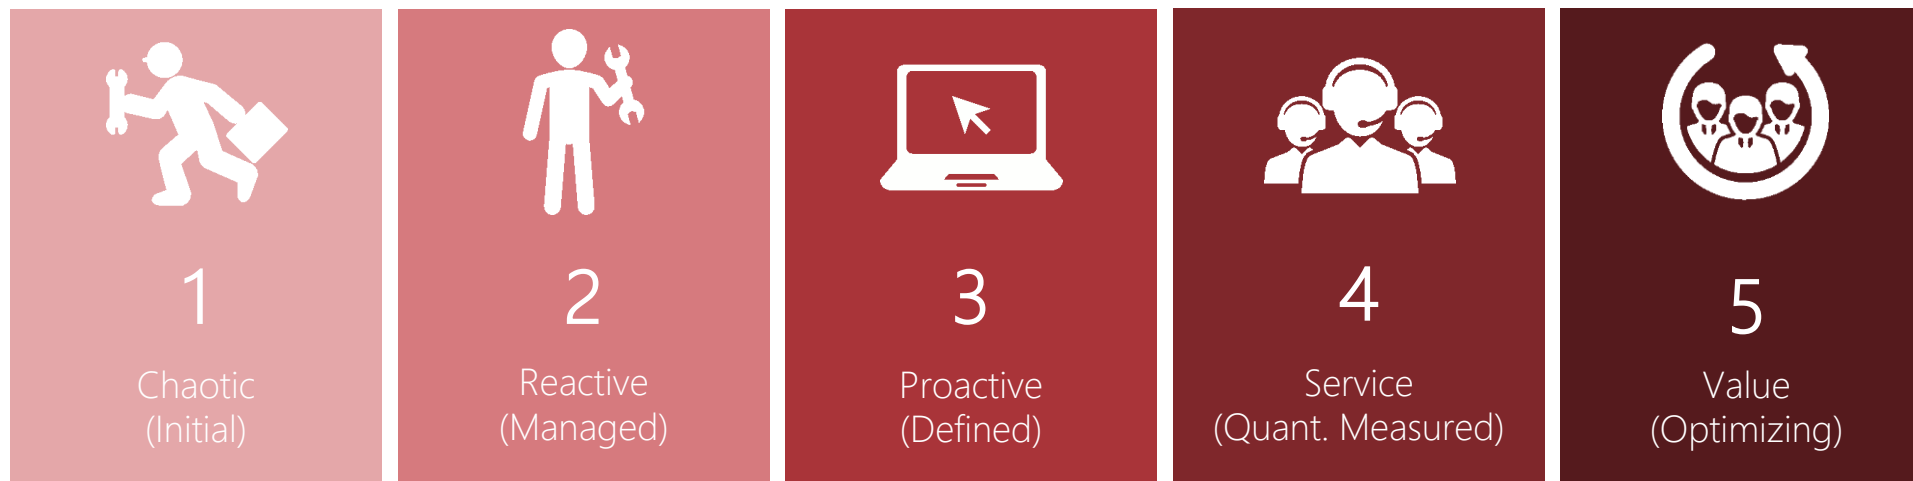 1
Chaotic
(Initial)
2
Reactive
(Managed)
3
Proactive
(Defined)
4
Service
(Quant. Measured)
5
Value
(Optimizing)